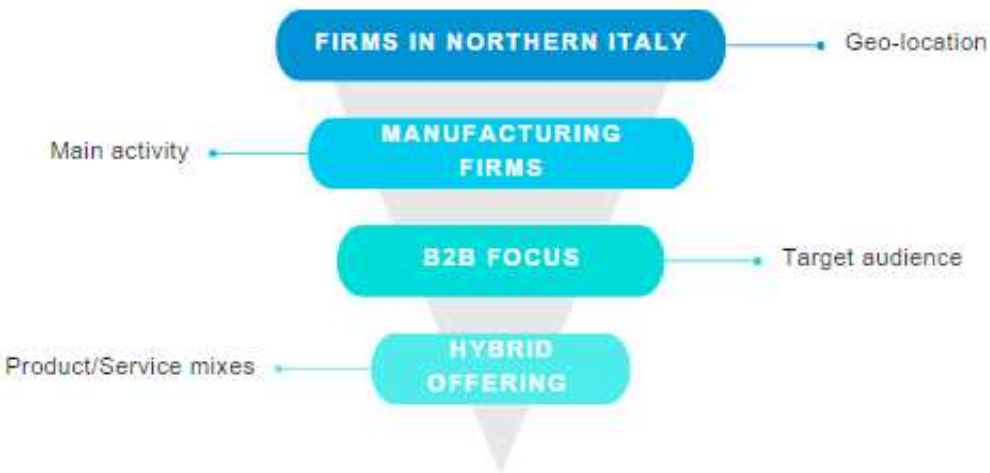 FIRMS IN NORTHERN ITALY
Geo-location
Main activity
MANUFACTURING
FIRMS
B2B FOCUS
Target audience
Product/Service mixes
HYBRID
OFFERING